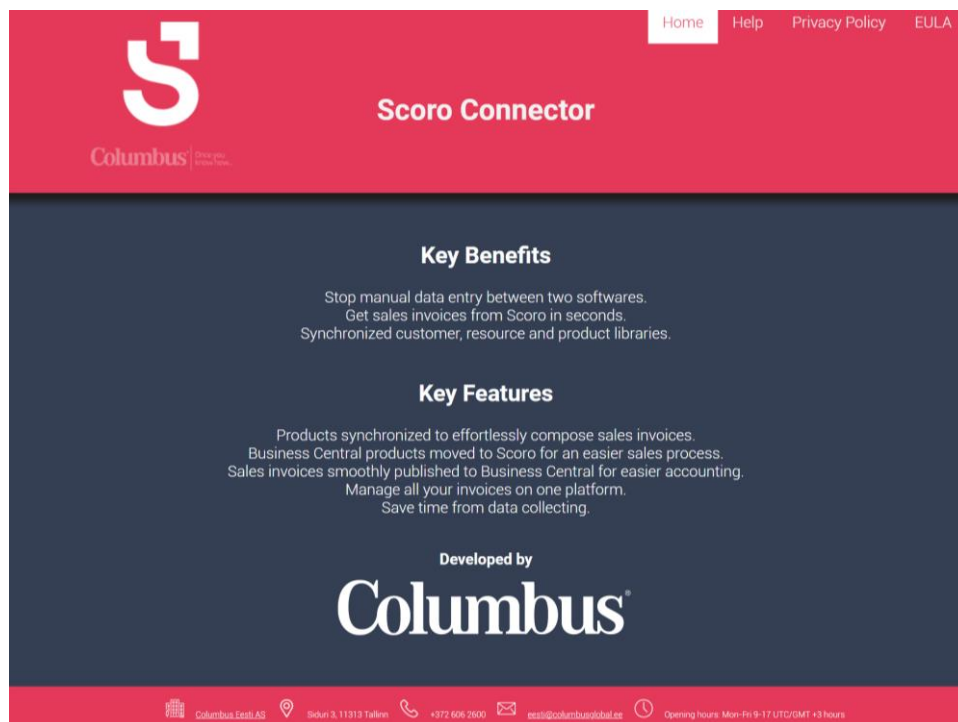 Home Help Privacy Policy EULA
S
Scoro Connector
Columbus® Once you know how...
Key Benefits
Stop manual data entry between two softwares.
Get sales invoices from Scoro in seconds.
Synchronized customer, resource and product libraries.
Key Features
Products synchronized to effortlessly compose sales invoices.
Business Central products moved to Scoro for an easier sales process.
Sales invoices smoothly published to Business Central for easier accounting.
Manage all your invoices on one platform.
Save time from data collecting.
Developed by
Columbus®
Columbus Eesti AS Siduri 3, 11313 Tallinn +372 606 2600 eesti@columbusglobal.ee Opening hours: Mon-Fri 9-17 UTC/GMT +3 hours